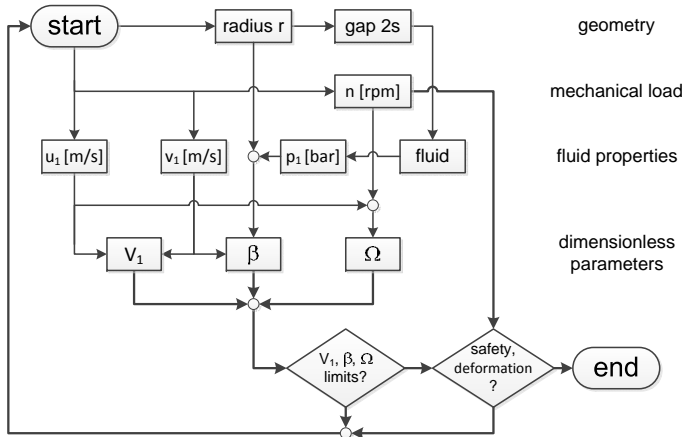 start
radius r
gap 2s
geometry
n [rpm]
mechanical load
u₁ [m/s]
v₁ [m/s]
p₁ [bar]
fluid
fluid properties
V₁
β
Ω
dimensionless
parameters
V₁, β, Ω
limits?
safety,
deformation
?
end